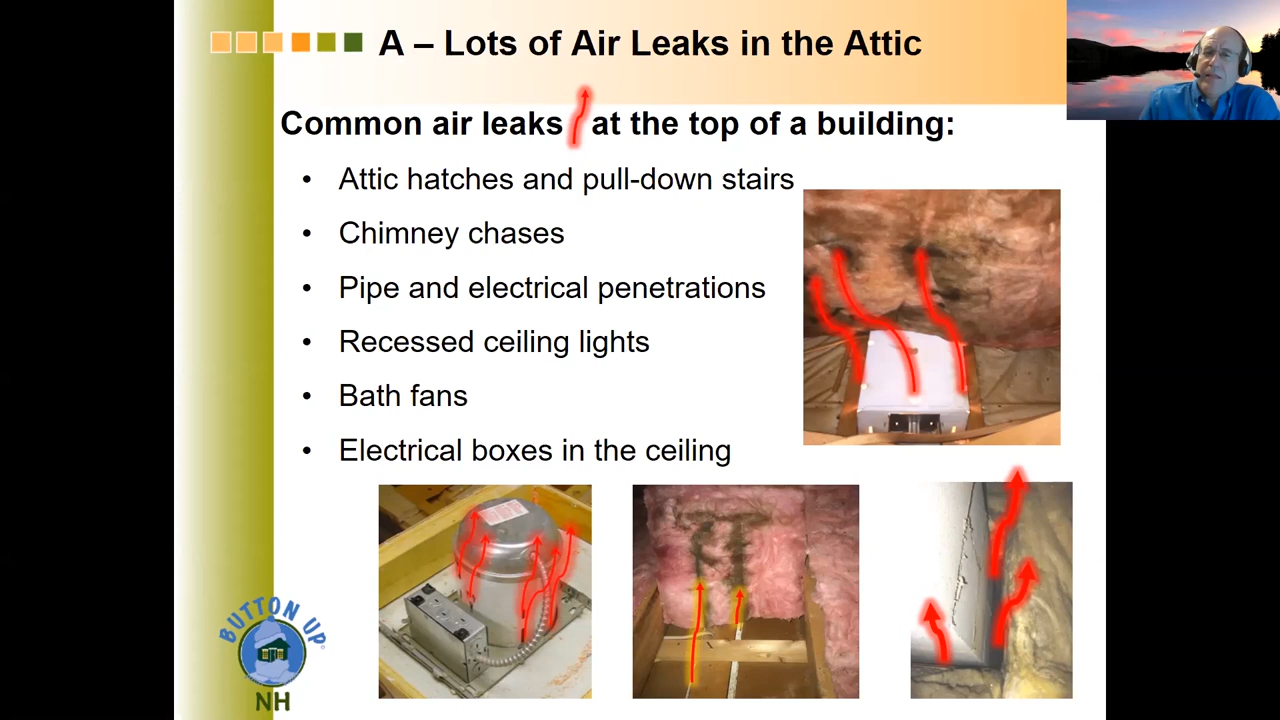 A – Lots of Air Leaks in the Attic
Common air leaks at the top of a building:
• Attic hatches and pull-down stairs
• Chimney chases
• Pipe and electrical penetrations
• Recessed ceiling lights
• Bath fans
• Electrical boxes in the ceiling
BUTTON UP
NH